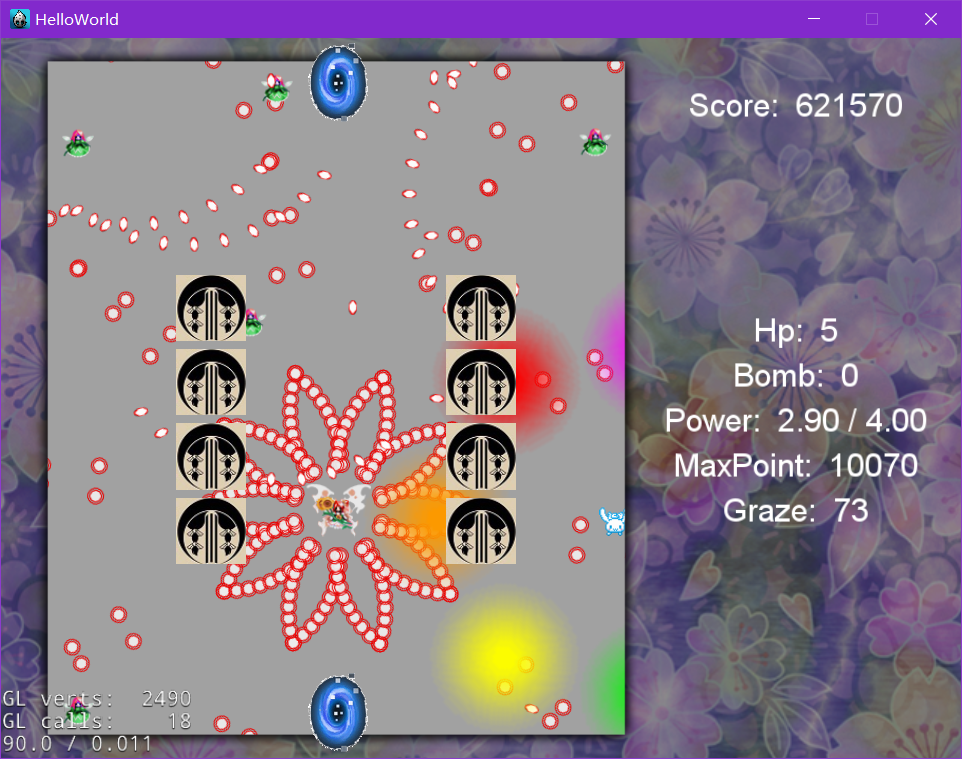 HelloWorld
Score: 621570
Hp: 5
Bomb: 0
Power: 2.90 / 4.00
MaxPoint: 10070
Graze: 73
GL verts: 2490
GL calls: 18
90.0 / 0.011